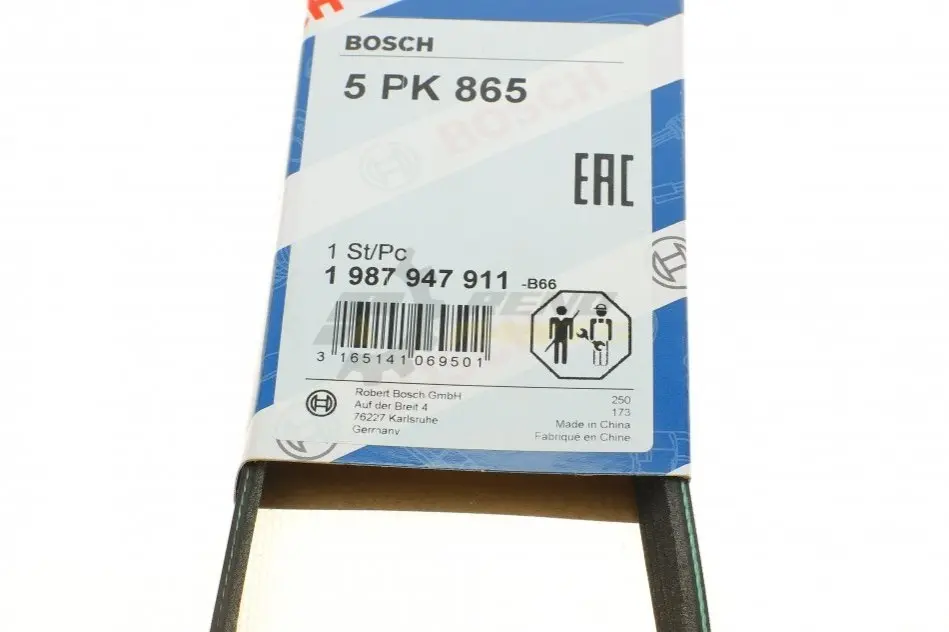 BOSCH
5 PK 865
BOSCH
EAC
1 St/Pc
1 987 947 911 -B66
3 165141 069501
Robert Bosch GmbH
Auf der Breit 4
76227 Karlsruhe
Germany
250
173
Made in China
Fabriqué en Chine